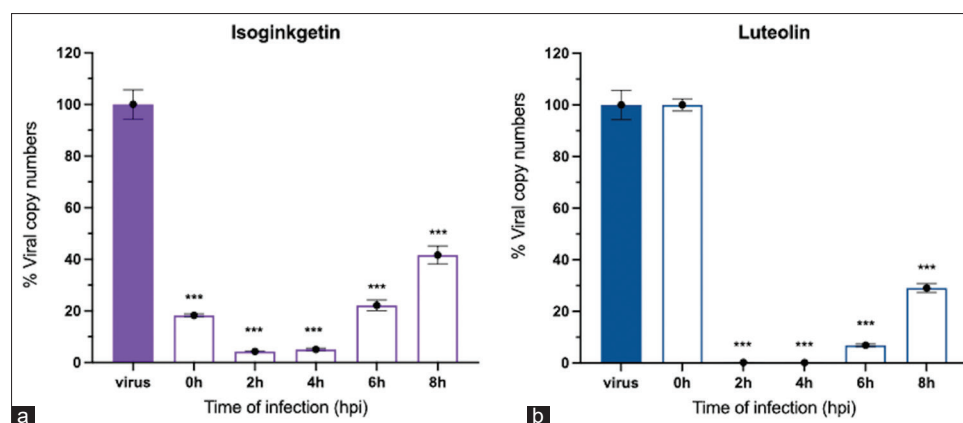 Isoginkgetin
% Viral copy numbers
120
100
80
60
40
20
0
***
***
***
***
***
virus 0h 2h 4h 6h 8h
Time of infection (hpi)
a
Luteolin
% Viral copy numbers
120
100
80
60
40
20
0
***
***
***
***
virus 0h 2h 4h 6h 8h
Time of infection (hpi)
b